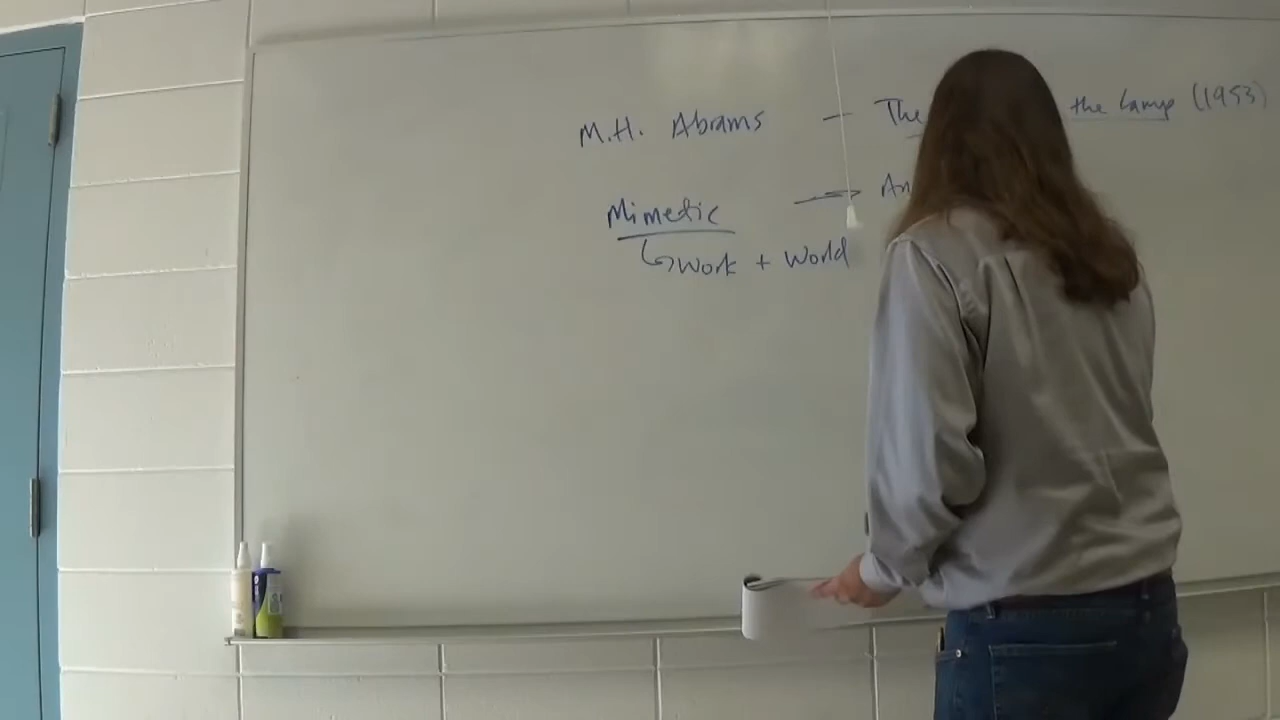 M.H. Abrams — The the Lamp (1953)
Mimetic → An
↳ Work + World